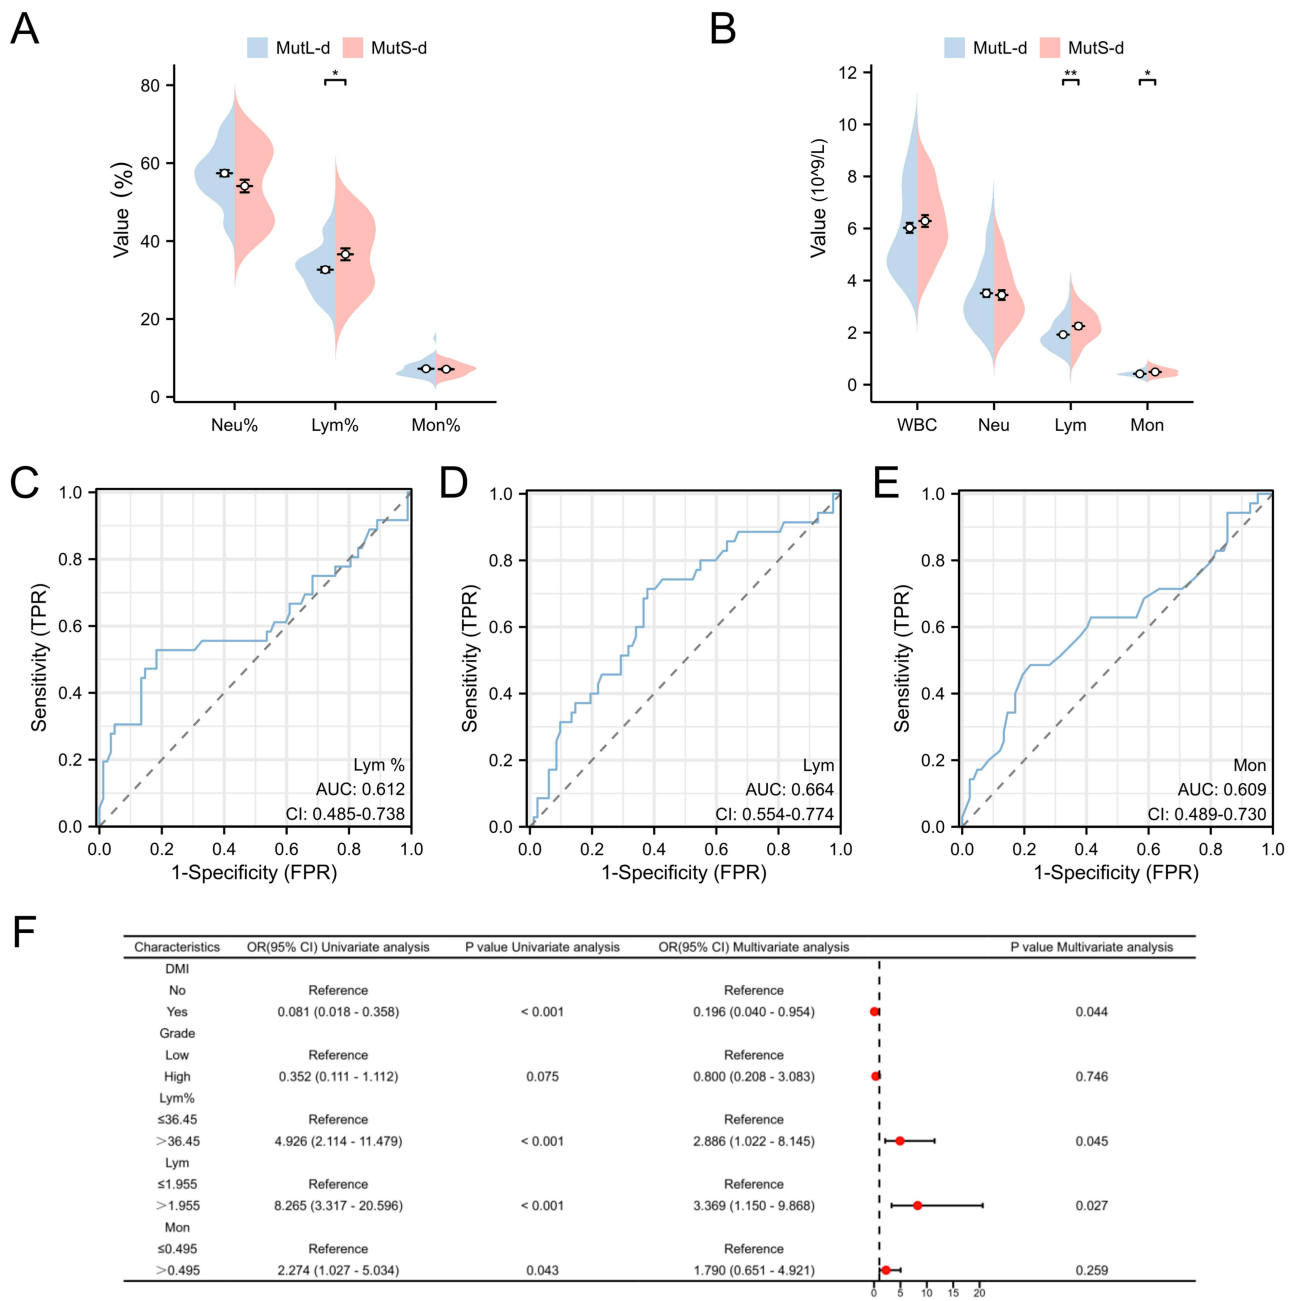 A
MutL-d MutS-d
*
80
60
40
20
0
Value (%)
Neu% Lym% Mon%
B
MutL-d MutS-d
** *
12
10
8
6
4
2
0
Value (10^9/L)
WBC Neu Lym Mon
C
1.0
0.8
0.6
0.4
0.2
0.0
Sensitivity (TPR)
Lym %
AUC: 0.612
CI: 0.485-0.738
0.0 0.2 0.4 0.6 0.8 1.0
1-Specificity (FPR)
D
1.0
0.8
0.6
0.4
0.2
0.0
Sensitivity (TPR)
Lym
AUC: 0.664
CI: 0.554-0.774
0.0 0.2 0.4 0.6 0.8 1.0
1-Specificity (FPR)
E
1.0
0.8
0.6
0.4
0.2
0.0
Sensitivity (TPR)
Mon
AUC: 0.609
CI: 0.489-0.730
0.0 0.2 0.4 0.6 0.8 1.0
1-Specificity (FPR)
F
Characteristics OR(95% CI) Univariate analysis P value Univariate analysis OR(95% CI) Multivariate analysis P value Multivariate analysis
DMI
No Reference Reference
Yes 0.081 (0.018 - 0.358) < 0.001 0.196 (0.040 - 0.954) 0.044
Grade
Low Reference Reference
High 0.352 (0.111 - 1.112) 0.075 0.800 (0.208 - 3.083) 0.746
Lym%
≤36.45 Reference Reference
＞36.45 4.926 (2.114 - 11.479) < 0.001 2.886 (1.022 - 8.145) 0.045
Lym
≤1.955 Reference Reference
＞1.955 8.265 (3.317 - 20.596) < 0.001 3.369 (1.150 - 9.868) 0.027
Mon
≤0.495 Reference Reference
＞0.495 2.274 (1.027 - 5.034) 0.043 1.790 (0.651 - 4.921) 0.259
0 5 10 15 20